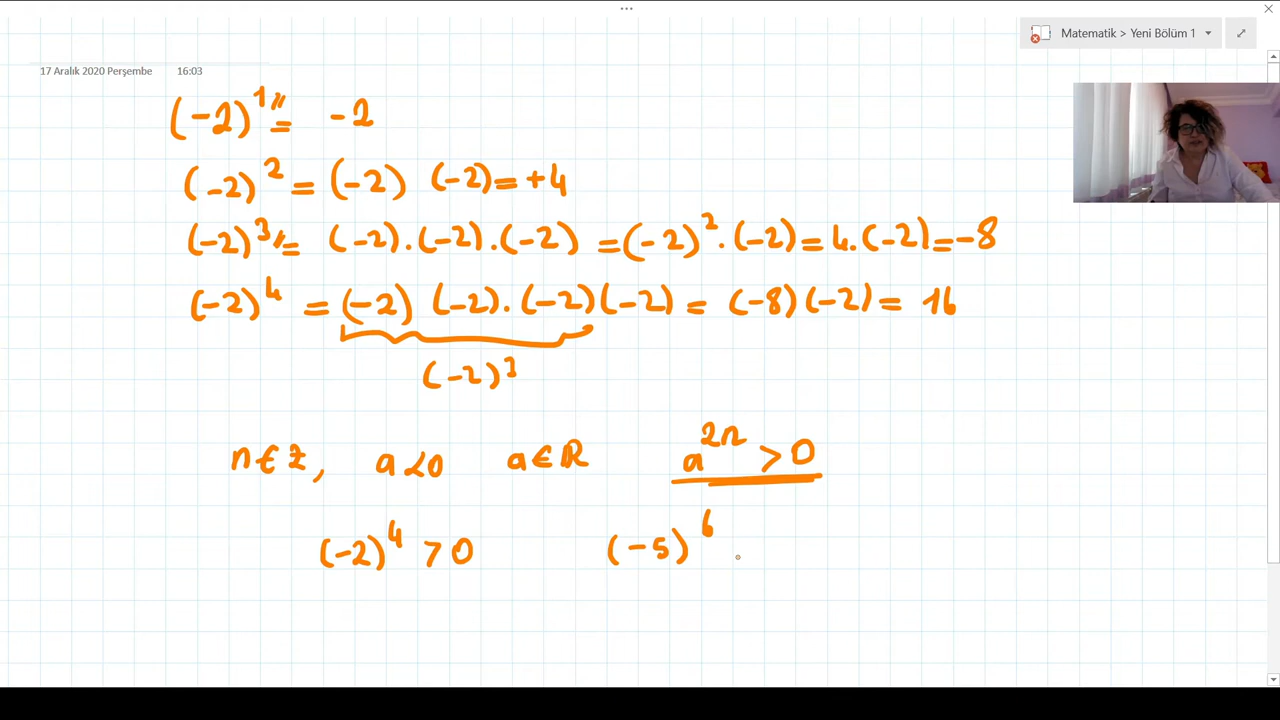 Matematik > Yeni Bölüm 1
17 Aralık 2020 Perşembe 16:03
(-2)^1 = -2
(-2)^2 = (-2) (-2) = +4
(-2)^3 = (-2).(-2).(-2) = (-2)^2.(-2) = 4.(-2) = -8
(-2)^4 = (-2) (-2).(-2)(-2) = (-8)(-2) = 16
(-2)^3
n∈Z, a<0 a∈ℝ a^2n > 0
(-2)^4 > 0 (-5)^6